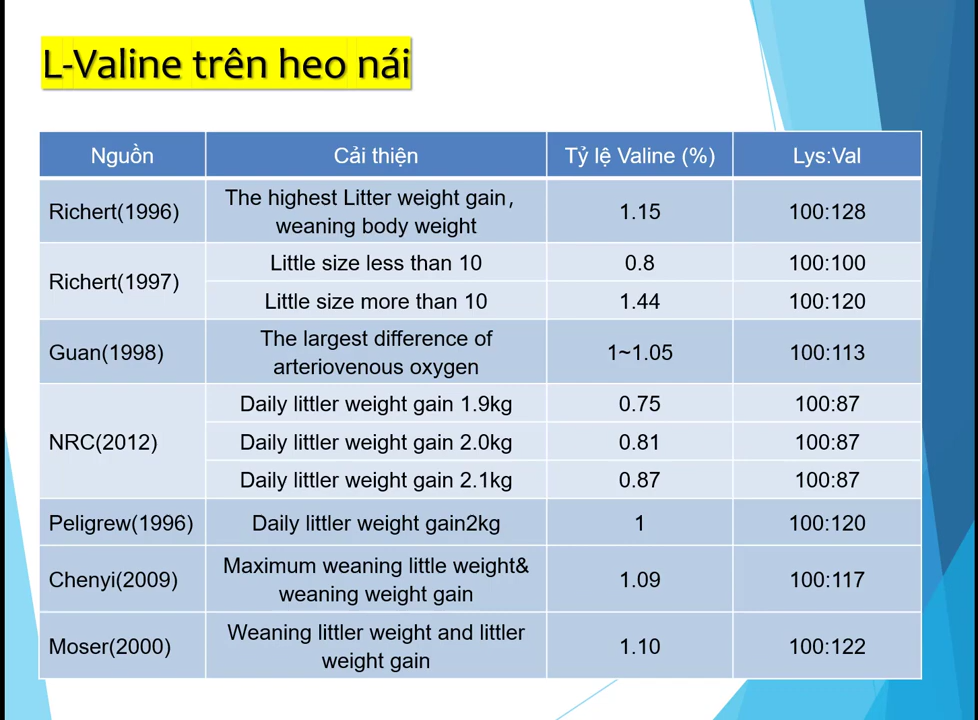 L-Valine trên heo nái
Nguồn Cải thiện Tỷ lệ Valine (%) Lys:Val
Richert(1996) The highest Litter weight gain, weaning body weight 1.15 100:128
Richert(1997) Little size less than 10 0.8 100:100
Little size more than 10 1.44 100:120
Guan(1998) The largest difference of arteriovenous oxygen 1~1.05 100:113
NRC(2012) Daily littler weight gain 1.9kg 0.75 100:87
Daily littler weight gain 2.0kg 0.81 100:87
Daily littler weight gain 2.1kg 0.87 100:87
Peligrew(1996) Daily littler weight gain2kg 1 100:120
Chenyi(2009) Maximum weaning little weight& weaning weight gain 1.09 100:117
Moser(2000) Weaning littler weight and littler weight gain 1.10 100:122